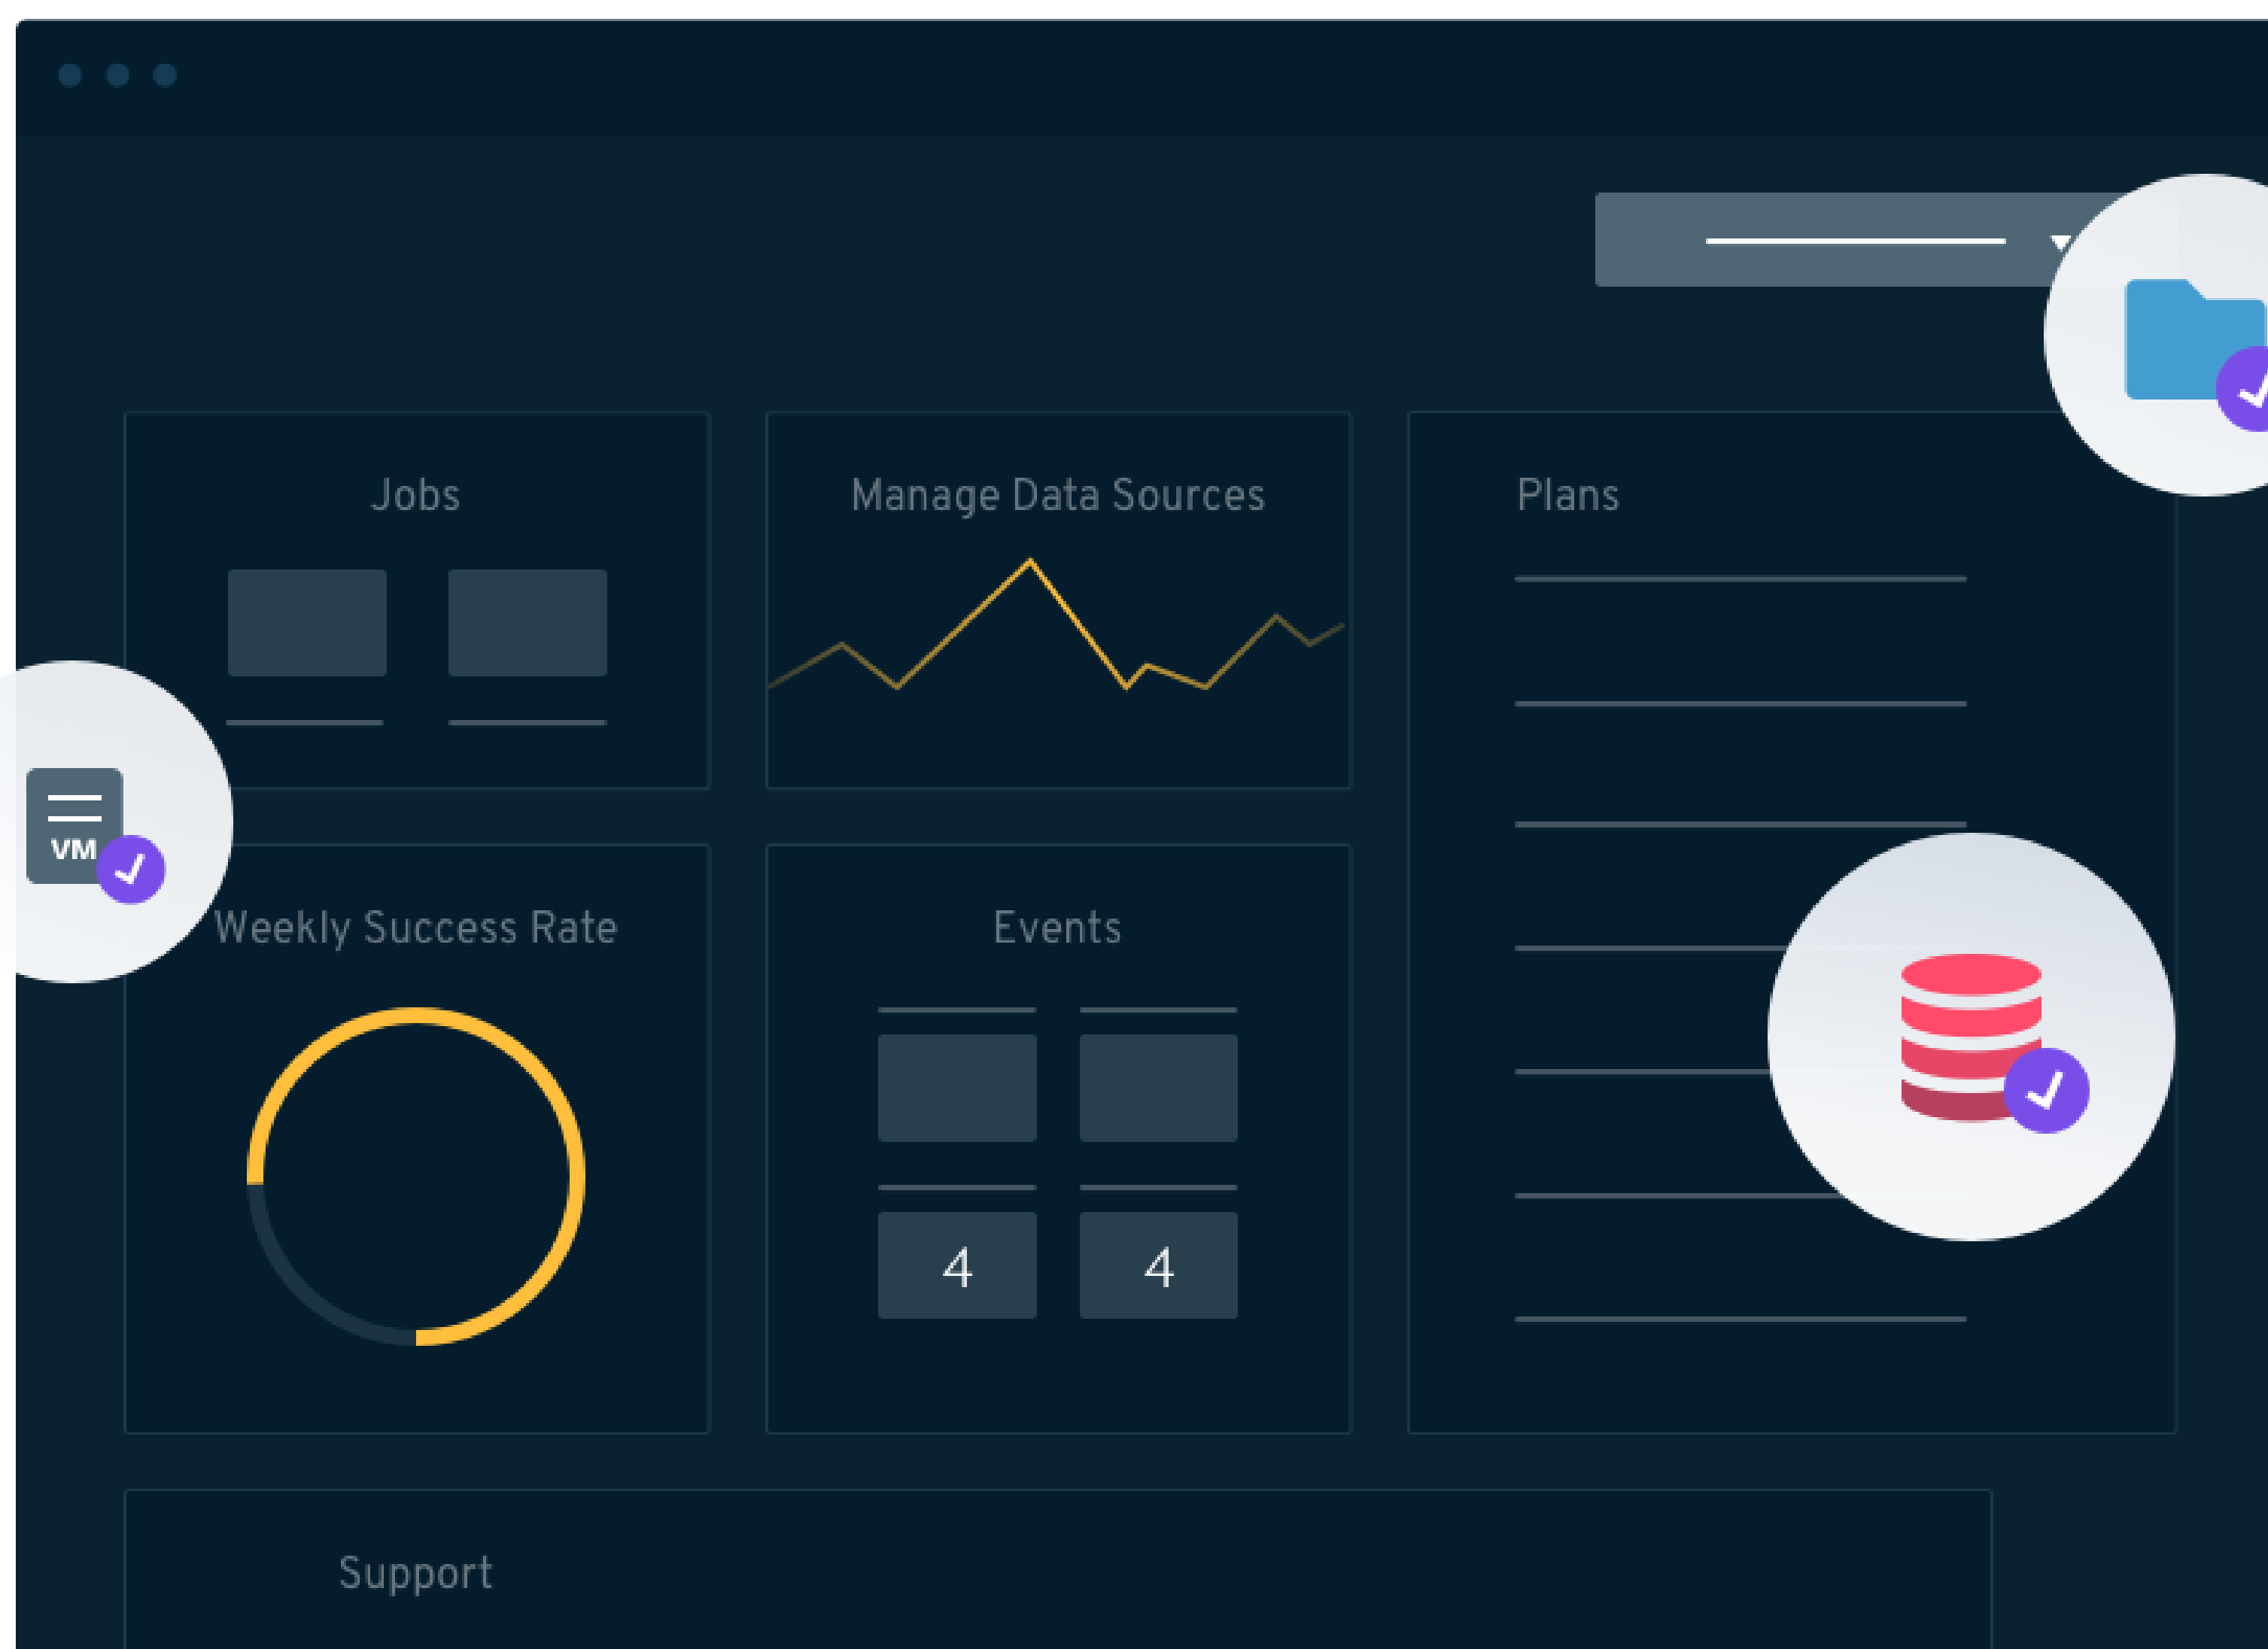 Jobs
Manage Data Sources
Plans
VM
Weekly Success Rate
Events
4 4
Support